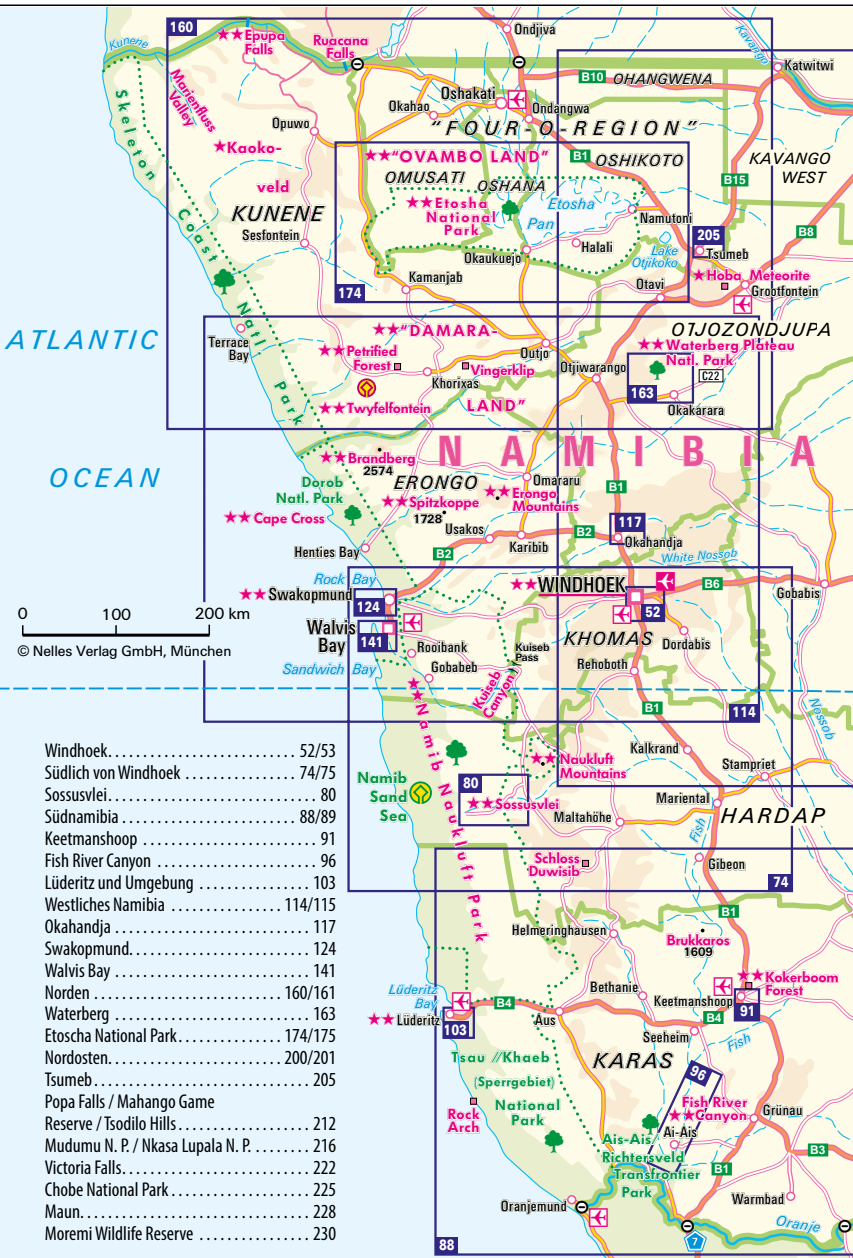 160
Kunene
★★Epupa
Falls
Ruacana
Falls
Ondjiva
Kavango
Katwitwi
B10
OHANGWENA
Marienfluss
Valley
Oshakati
Okahao
Ondangwa
Opuwo
"FOUR-O-REGION"
Skeleton Coast Natl. Park
★Kaoko-
veld
★★"OVAMBO LAND"
B1
OSHIKOTO
KAVANGO
WEST
OMUSATI
OSHANA
B15
KUNENE
★★Etosha
National
Park
Etosha
Pan
Namutoni
Sesfontein
205
B8
Halali
Lake
Otjikoko
Tsumeb
Okaukuejo
★Hoba Meteorite
Kamanjab
Otavi
Grootfontein
174
ATLANTIC
Terrace
Bay
★★"DAMARA-
OTJOZONDJUPA
★★Petrified
Forest
Outjo
★★Waterberg Plateau
Natl. Park
Vingerklip
Otjiwarango
C22
Khorixas
163
★★Twyfelfontein
LAND"
Okakarara
NAMIBIA
OCEAN
★★Brandberg
2574
Dorob
Natl. Park
ERONGO
Omaruru
★★Spitzkoppe
1728
★★Erongo
Mountains
B1
★★Cape Cross
117
Usakos
Okahandja
Henties Bay
Karibib
B2
B2
White Nossob
Rock Bay
★★WINDHOEK
B6
★★Swakopmund
Gobabis
124
52
0 100 200 km
Walvis
Bay
141
KHOMAS
© Nelles Verlag GmbH, München
Rooibank
Kuiseb
Pass
Dordabis
Sandwich Bay
Gobabeb
Rehoboth
Kuiseb
Canyon
★★Namib Naukluft Park
B1
114
Nossob
Kalkrand
★★Naukluft
Mountains
Stampriet
Namib
Sand
Sea
80
★★Sossusvlei
Mariental
Maltahöhe
Fish
HARDAP
Schloss
Duwisib
Gibeon
74
B1
Helmeringhausen
Brukkaros
1609
★★Kokerboom
Forest
Lüderitz
Bay
Bethanie
Keetmanshoop
B4
91
★★Lüderitz
Aus
B4
103
Seeheim
Fish
Tsau //Khaeb
(Sperrgebiet)
National
Park
KARAS
96
Rock
Arch
Fish River
★★Canyon
Grünau
Ai-Ais
Ais-Ais/
Richtersveld
Transfrontier
Park
B3
B1
Oranjemund
Warmbad
Oranje
7
88
Windhoek. . . . . . . . . . . . . . . . . . . . . . . . . . 52/53
Südlich von Windhoek . . . . . . . . . . . . . . . . 74/75
Sossusvlei. . . . . . . . . . . . . . . . . . . . . . . . . . . . . 80
Südnamibia . . . . . . . . . . . . . . . . . . . . . . . . 88/89
Keetmanshoop . . . . . . . . . . . . . . . . . . . . . . . . 91
Fish River Canyon . . . . . . . . . . . . . . . . . . . . . . 96
Lüderitz und Umgebung . . . . . . . . . . . . . . . 103
Westliches Namibia . . . . . . . . . . . . . . . . 114/115
Okahandja . . . . . . . . . . . . . . . . . . . . . . . . . . . 117
Swakopmund. . . . . . . . . . . . . . . . . . . . . . . . 124
Walvis Bay . . . . . . . . . . . . . . . . . . . . . . . . . . . 141
Norden . . . . . . . . . . . . . . . . . . . . . . . . . . 160/161
Waterberg . . . . . . . . . . . . . . . . . . . . . . . . . . . 163
Etoscha National Park. . . . . . . . . . . . . . . 174/175
Nordosten. . . . . . . . . . . . . . . . . . . . . . . . 200/201
Tsumeb . . . . . . . . . . . . . . . . . . . . . . . . . . . . . 205
Popa Falls / Mahango Game
Reserve / Tsodilo Hills . . . . . . . . . . . . . . . . . 212
Mudumu N. P. / Nkasa Lupala N. P. . . . . . . . . 216
Victoria Falls. . . . . . . . . . . . . . . . . . . . . . . . . . 222
Chobe National Park . . . . . . . . . . . . . . . . . . . 225
Maun. . . . . . . . . . . . . . . . . . . . . . . . . . . . . . . 228
Moremi Wildlife Reserve . . . . . . . . . . . . . . . 230